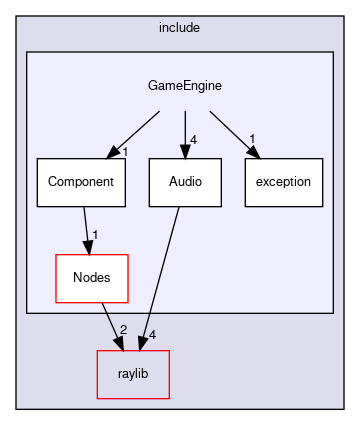 include
GameEngine
1
4
1
Component
Audio
exception
1
Nodes
2
4
raylib